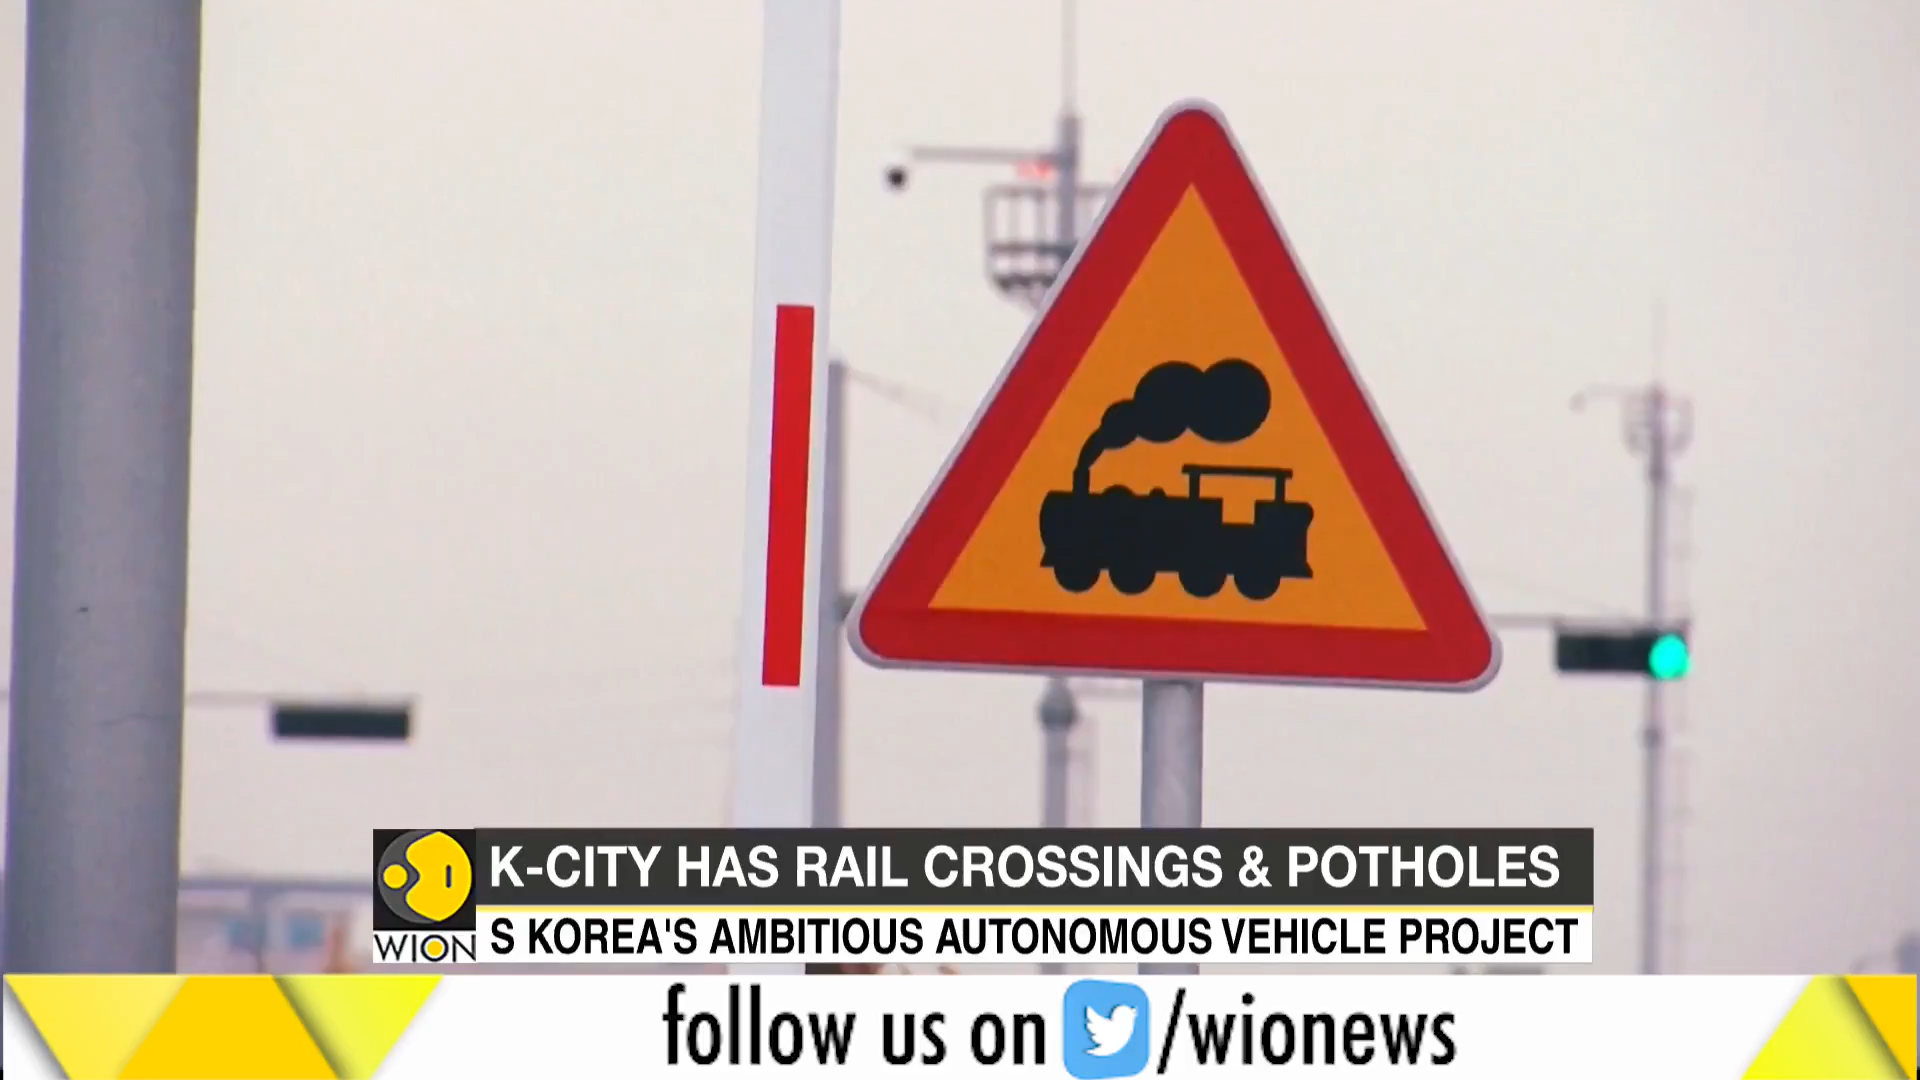 K-CITY HAS RAIL CROSSINGS & POTHOLES
S KOREA'S AMBITIOUS AUTONOMOUS VEHICLE PROJECT
WION
follow us on /wionews